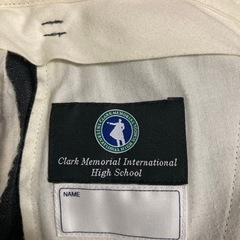 Clark Memorial International
High School
NAME